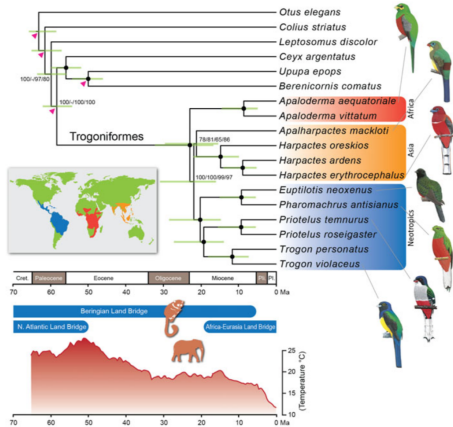 Otus elegans
Colius striatus
Leptosomus discolor
Ceyx argentatus
100/-/97/60
Upupa epops
Berenicornis comatus
100/-/100/100
Apaloderma aequatoriale
Apaloderma vittatum
Africa
Trogoniformes
78/81/65/86
Apalharpactes mackloti
Harpactes oreskios
Harpactes ardens
Harpactes erythrocephalus
Asia
100/100/99/97
Euptilotis neoxenus
Pharomachrus antisianus
Priotelus temnurus
Priotelus roseigaster
Trogon personatus
Trogon violaceus
Neotropics
Cret. Paleocene Eocene Oligocene Miocene Pli. Pl.
70 60 50 40 30 20 10 0 Ma
Beringian Land Bridge
N. Atlantic Land Bridge
Africa-Eurasia Land Bridge
25
20
15
10
(Temperature °C)
70 60 50 40 30 20 10 0 Ma